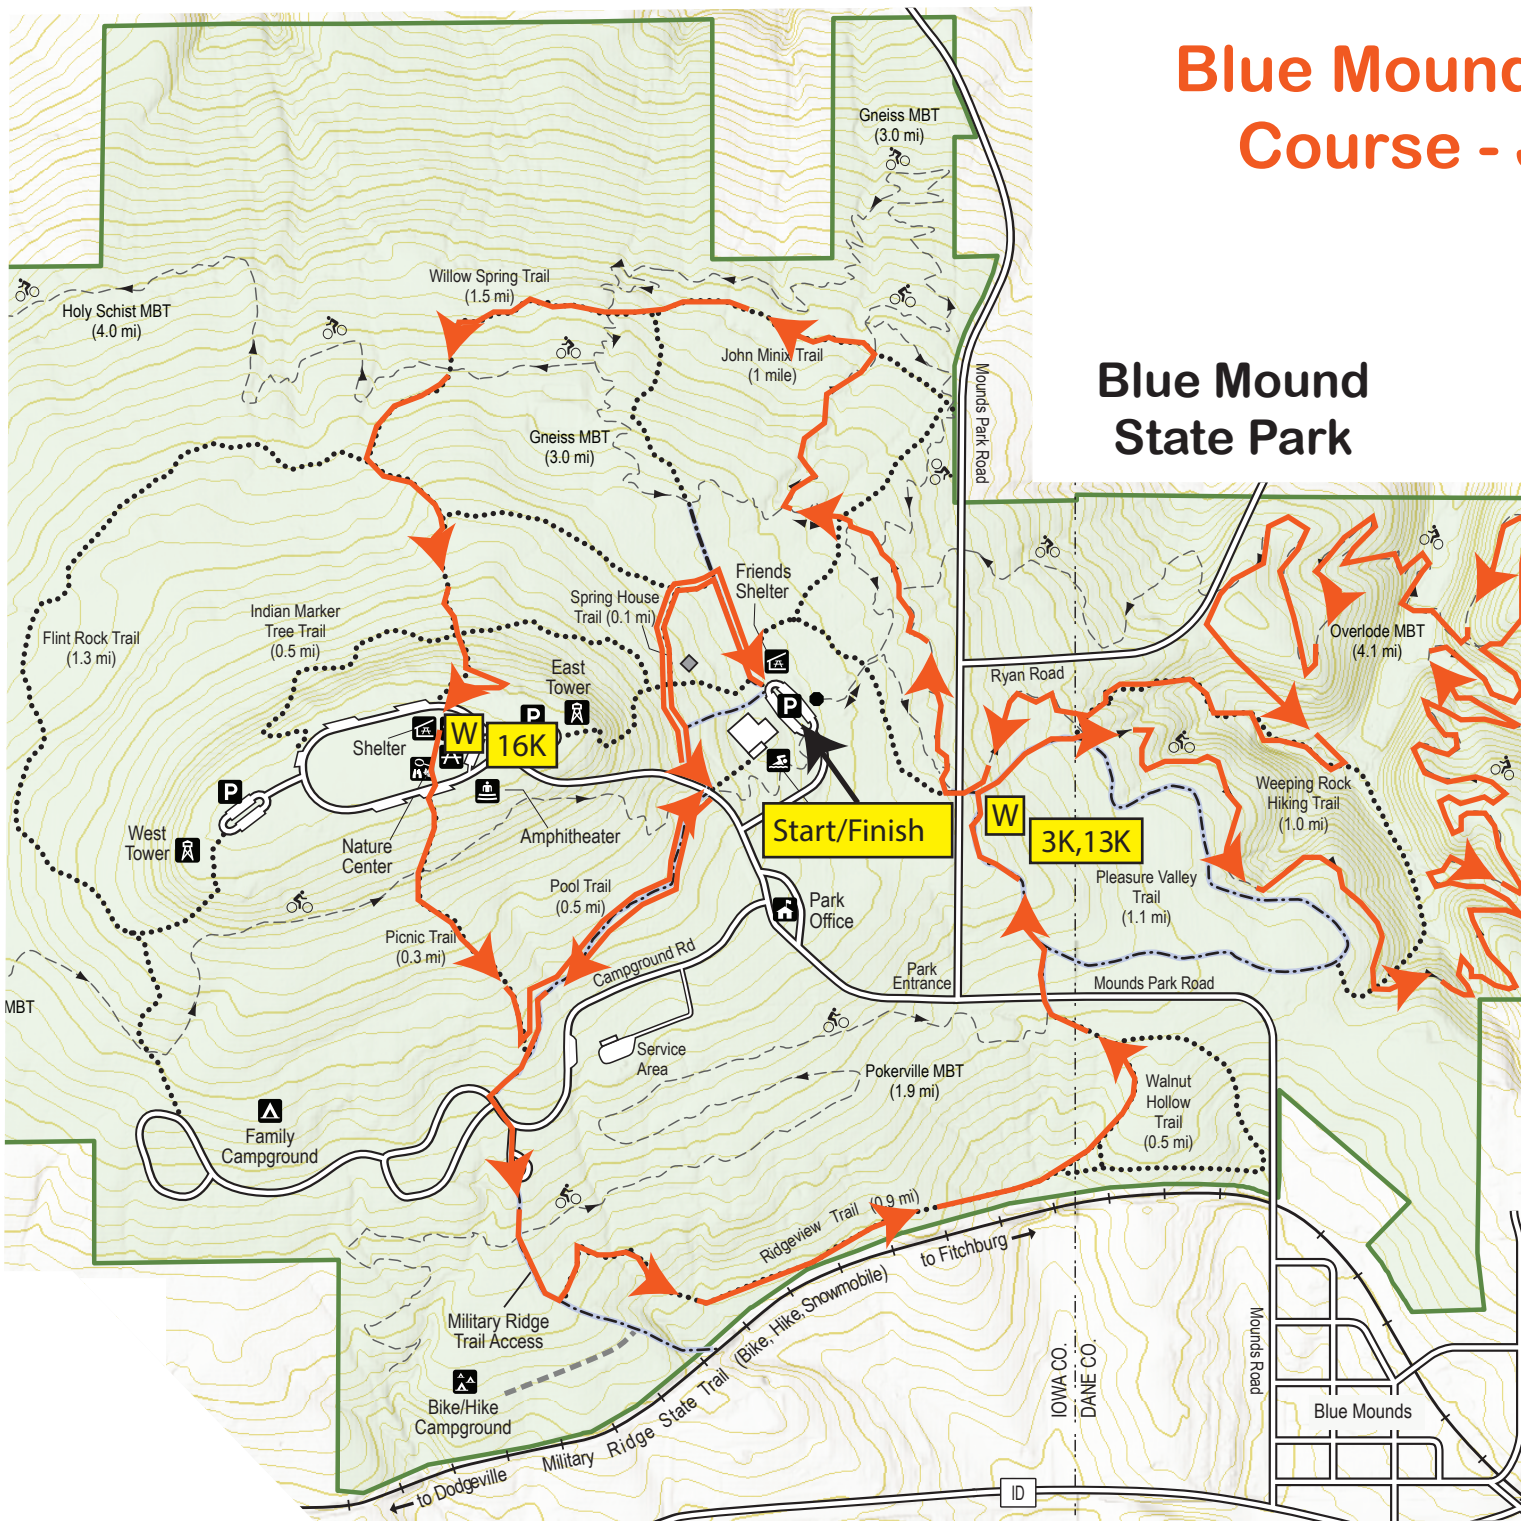 Blue Mound
Course -
Blue Mound
State Park
Gneiss MBT
(3.0 mi)
Willow Spring Trail
(1.5 mi)
Holy Schist MBT
(4.0 mi)
John Minix Trail
(1 mile)
Mounds Park Road
Gneiss MBT
(3.0 mi)
Friends
Shelter
Spring House
Trail (0.1 mi)
Indian Marker
Tree Trail
(0.5 mi)
Flint Rock Trail
(1.3 mi)
Overlode MBT
(4.1 mi)
East
Tower
Ryan Road
P
P
W
16K
Shelter
P
Weeping Rock
Hiking Trail
(1.0 mi)
W
3K,13K
Start/Finish
West
Tower
Nature
Center
Amphitheater
Pool Trail
(0.5 mi)
Park
Office
Pleasure Valley
Trail
(1.1 mi)
Picnic Trail
(0.3 mi)
Campground Rd
Park
Entrance
Mounds Park Road
MBT
Service
Area
Pokerville MBT
(1.9 mi)
Walnut
Hollow
Trail
(0.5 mi)
Family
Campground
Ridgeview Trail (0.9 mi)
to Fitchburg
Military Ridge
Trail Access
Military Ridge State Trail (Bike, Hike, Snowmobile)
to Dodgeville
Bike/Hike
Campground
IOWA CO.
DANE CO.
Mounds Road
Blue Mounds
ID